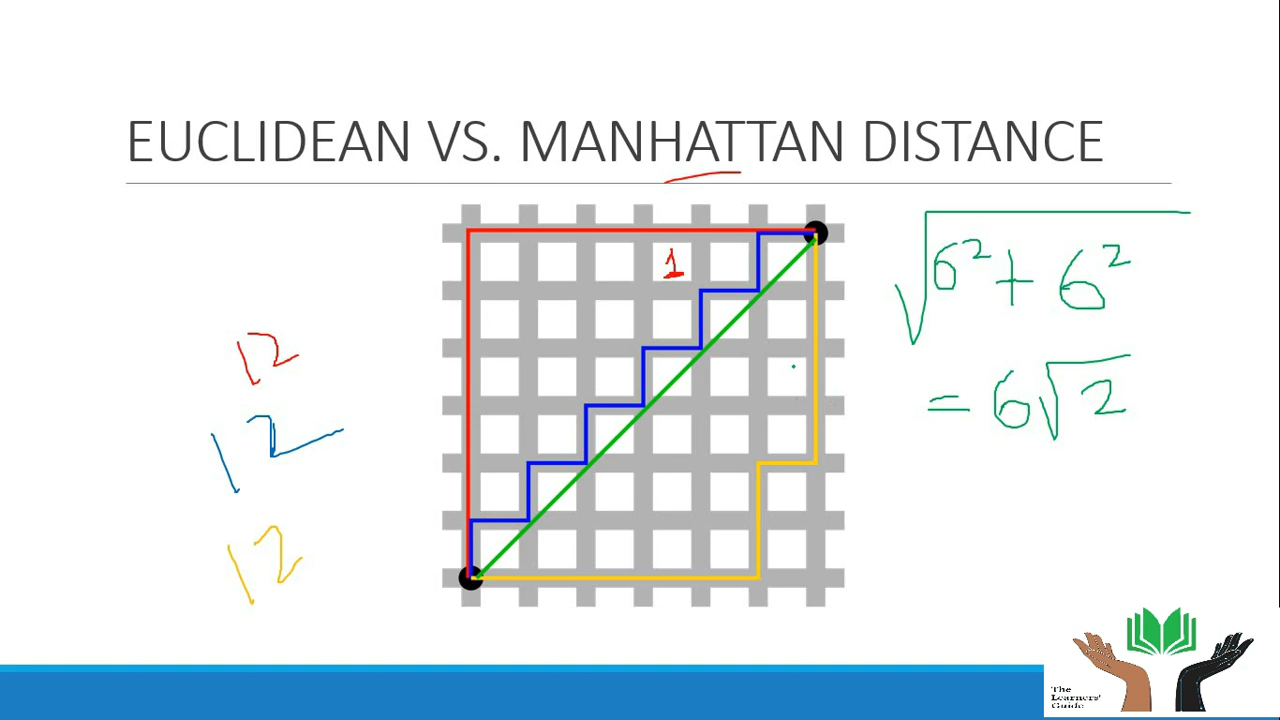 EUCLIDEAN VS. MANHATTAN DISTANCE
1
12
12
12
√6² + 6²
= 6√2
The
Learners'
Guide